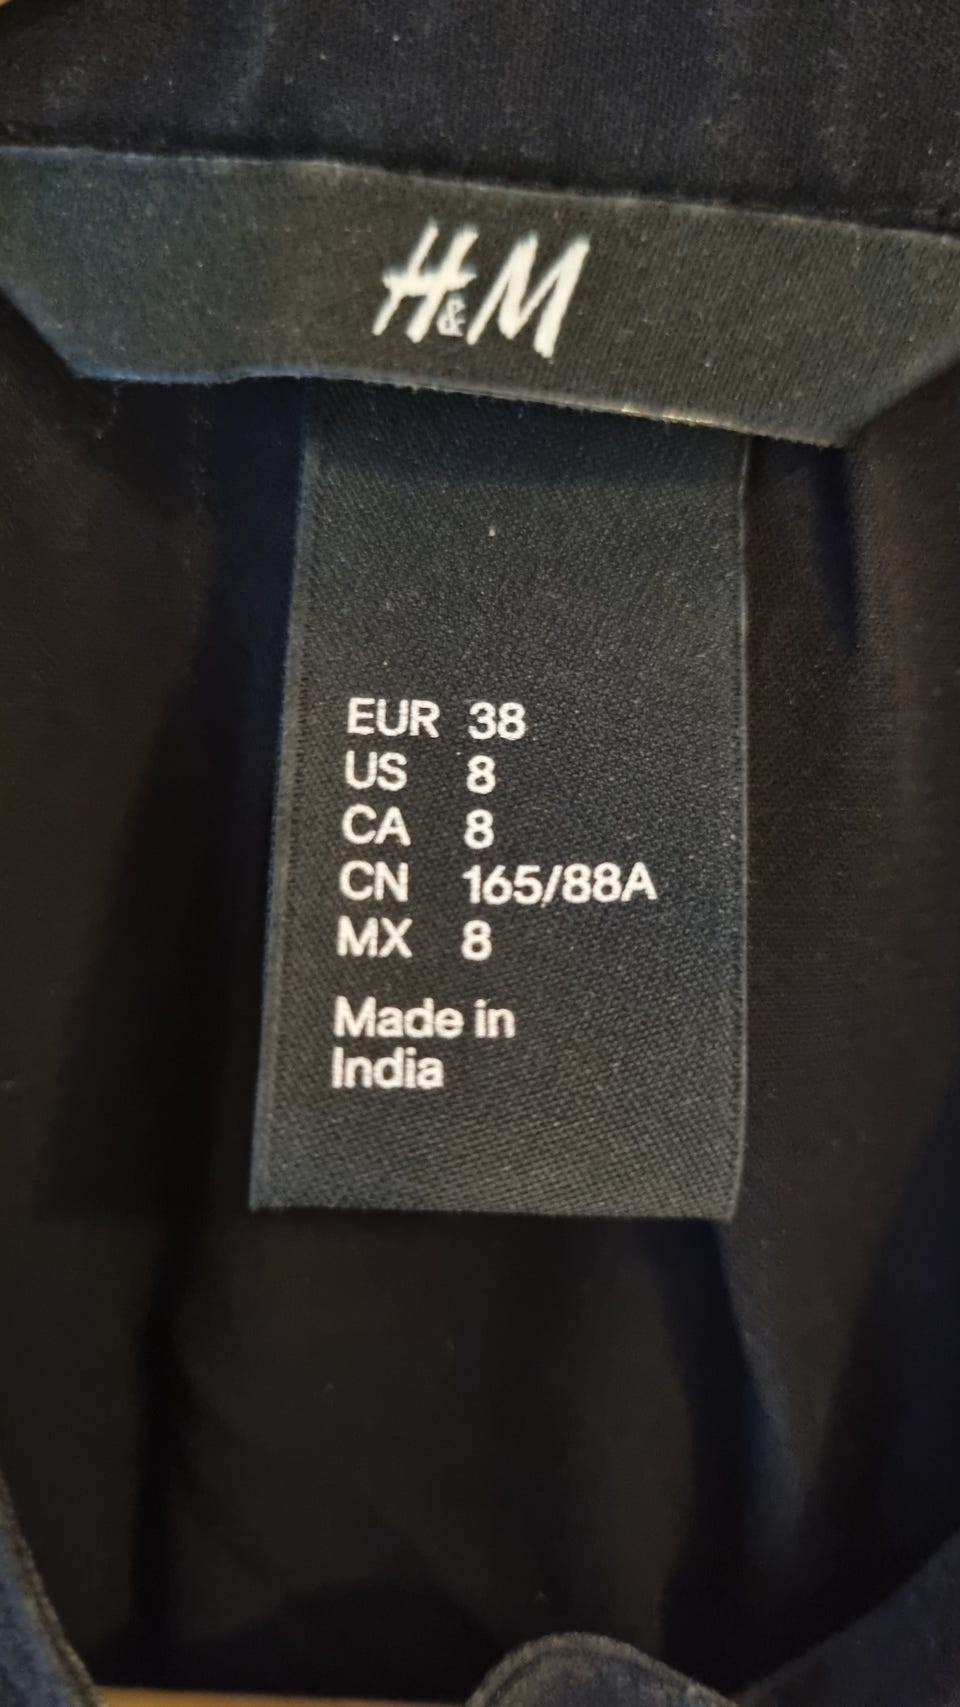 H&M
EUR 38
US 8
CA 8
CN 165/88A
MX 8
Made in
India